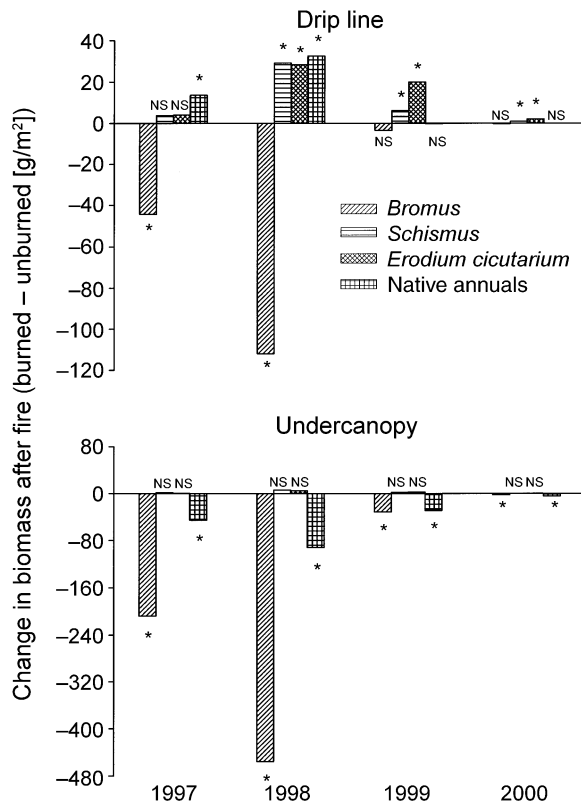 Drip line
Change in biomass after fire (burned – unburned [g/m²])
40
20
0
–20
–40
–60
–80
–100
–120
NS NS
*
*
* * *
*
NS
*
*
NS
NS
* *
NS
Bromus
Schismus
Erodium cicutarium
Native annuals
Undercanopy
80
0
–80
–160
–240
–320
–400
–480
NS NS
*
*
NS NS
*
*
NS NS
*
*
NS NS
*
*
1997 1998 1999 2000